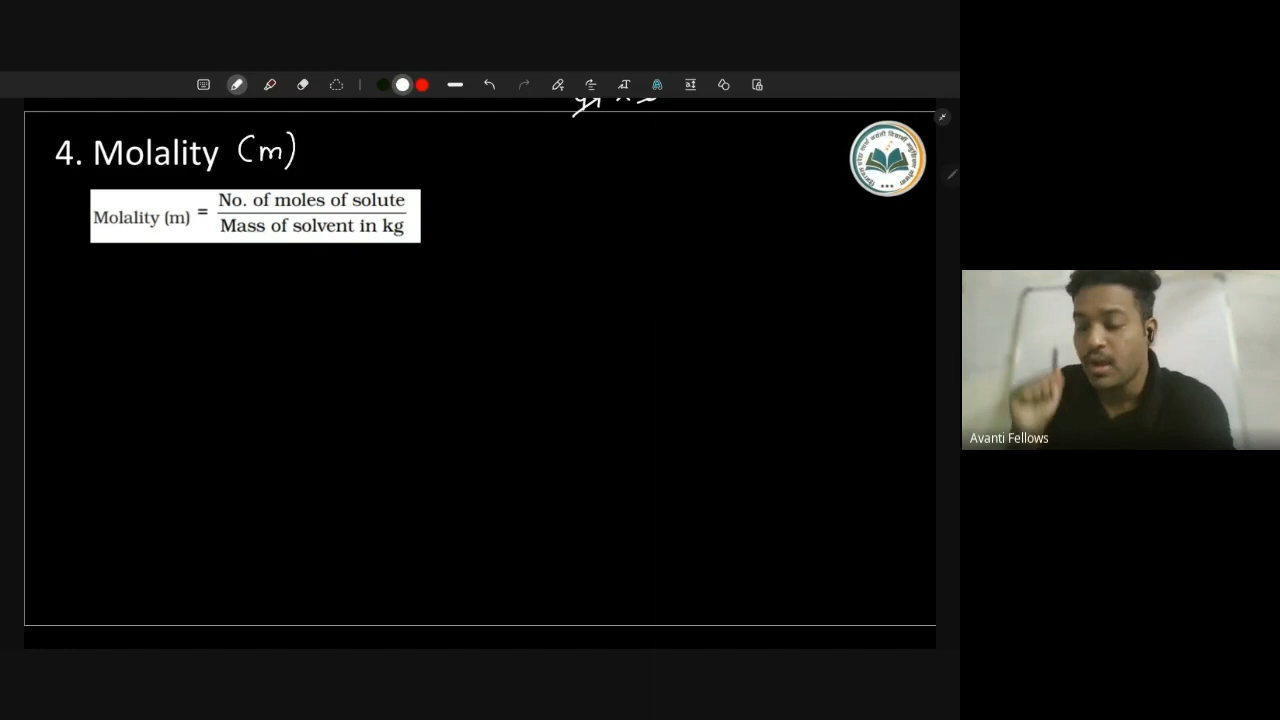 4. Molality (m)
Molality (m) = No. of moles of solute
Mass of solvent in kg
Avanti Fellows